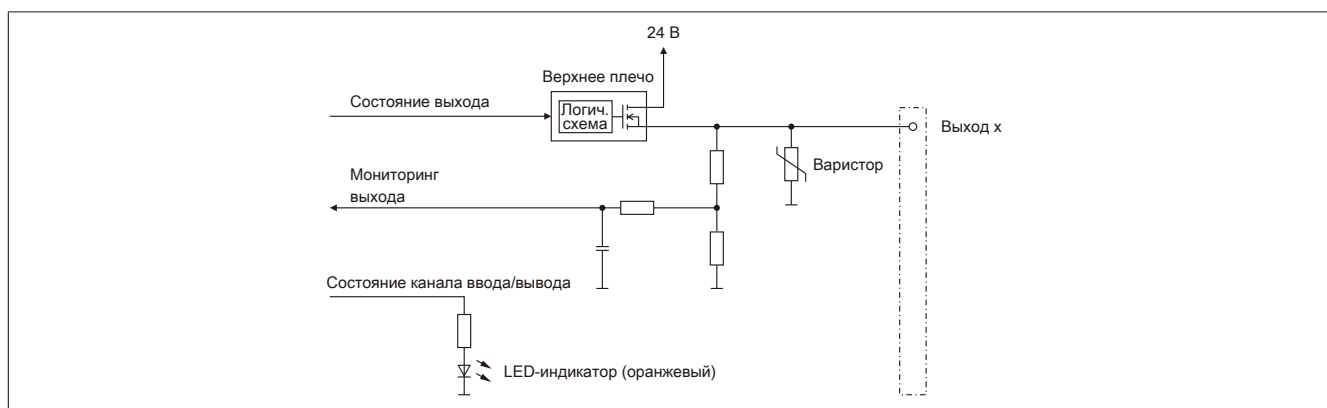 24 В
Верхнее плечо
Состояние выхода
Логич.
схема
Выход x
Варистор
Мониторинг
выхода
Состояние канала ввода/вывода
LED-индикатор (оранжевый)